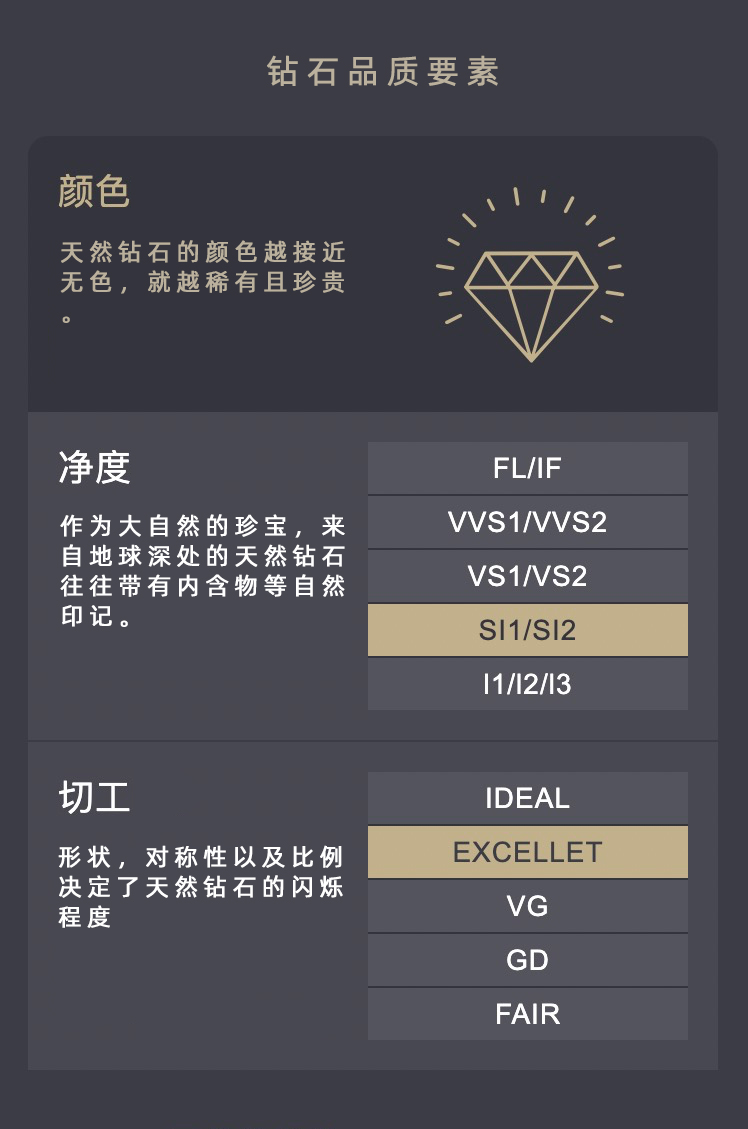 钻石品质要素
颜色
天然钻石的颜色越接近
无色，就越稀有且珍贵
。
净度
作为大自然的珍宝，来
自地球深处的天然钻石
往往带有内含物等自然
印记。
FL/IF
VVS1/VVS2
VS1/VS2
SI1/SI2
I1/I2/I3
切工
形状，对称性以及比例
决定了天然钻石的闪烁
程度
IDEAL
EXCELLET
VG
GD
FAIR